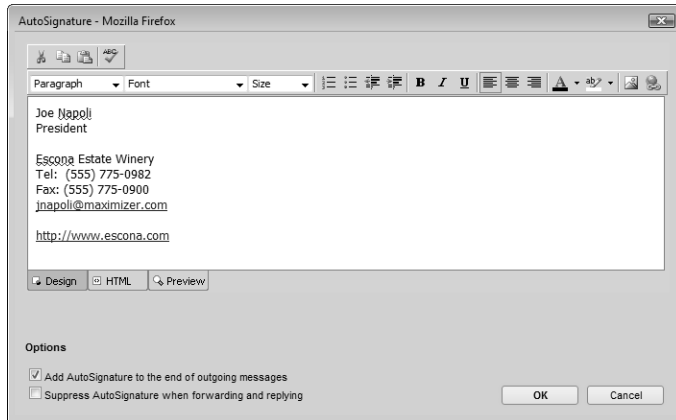 AutoSignature - Mozilla Firefox
ABC
Paragraph Font Size B I U A ab
Joe Napoli
President
Escona Estate Winery
Tel: (555) 775-0982
Fax: (555) 775-0900
jnapoli@maximizer.com
http://www.escona.com
Design HTML Preview
Options
Add AutoSignature to the end of outgoing messages
Suppress AutoSignature when forwarding and replying
OK Cancel